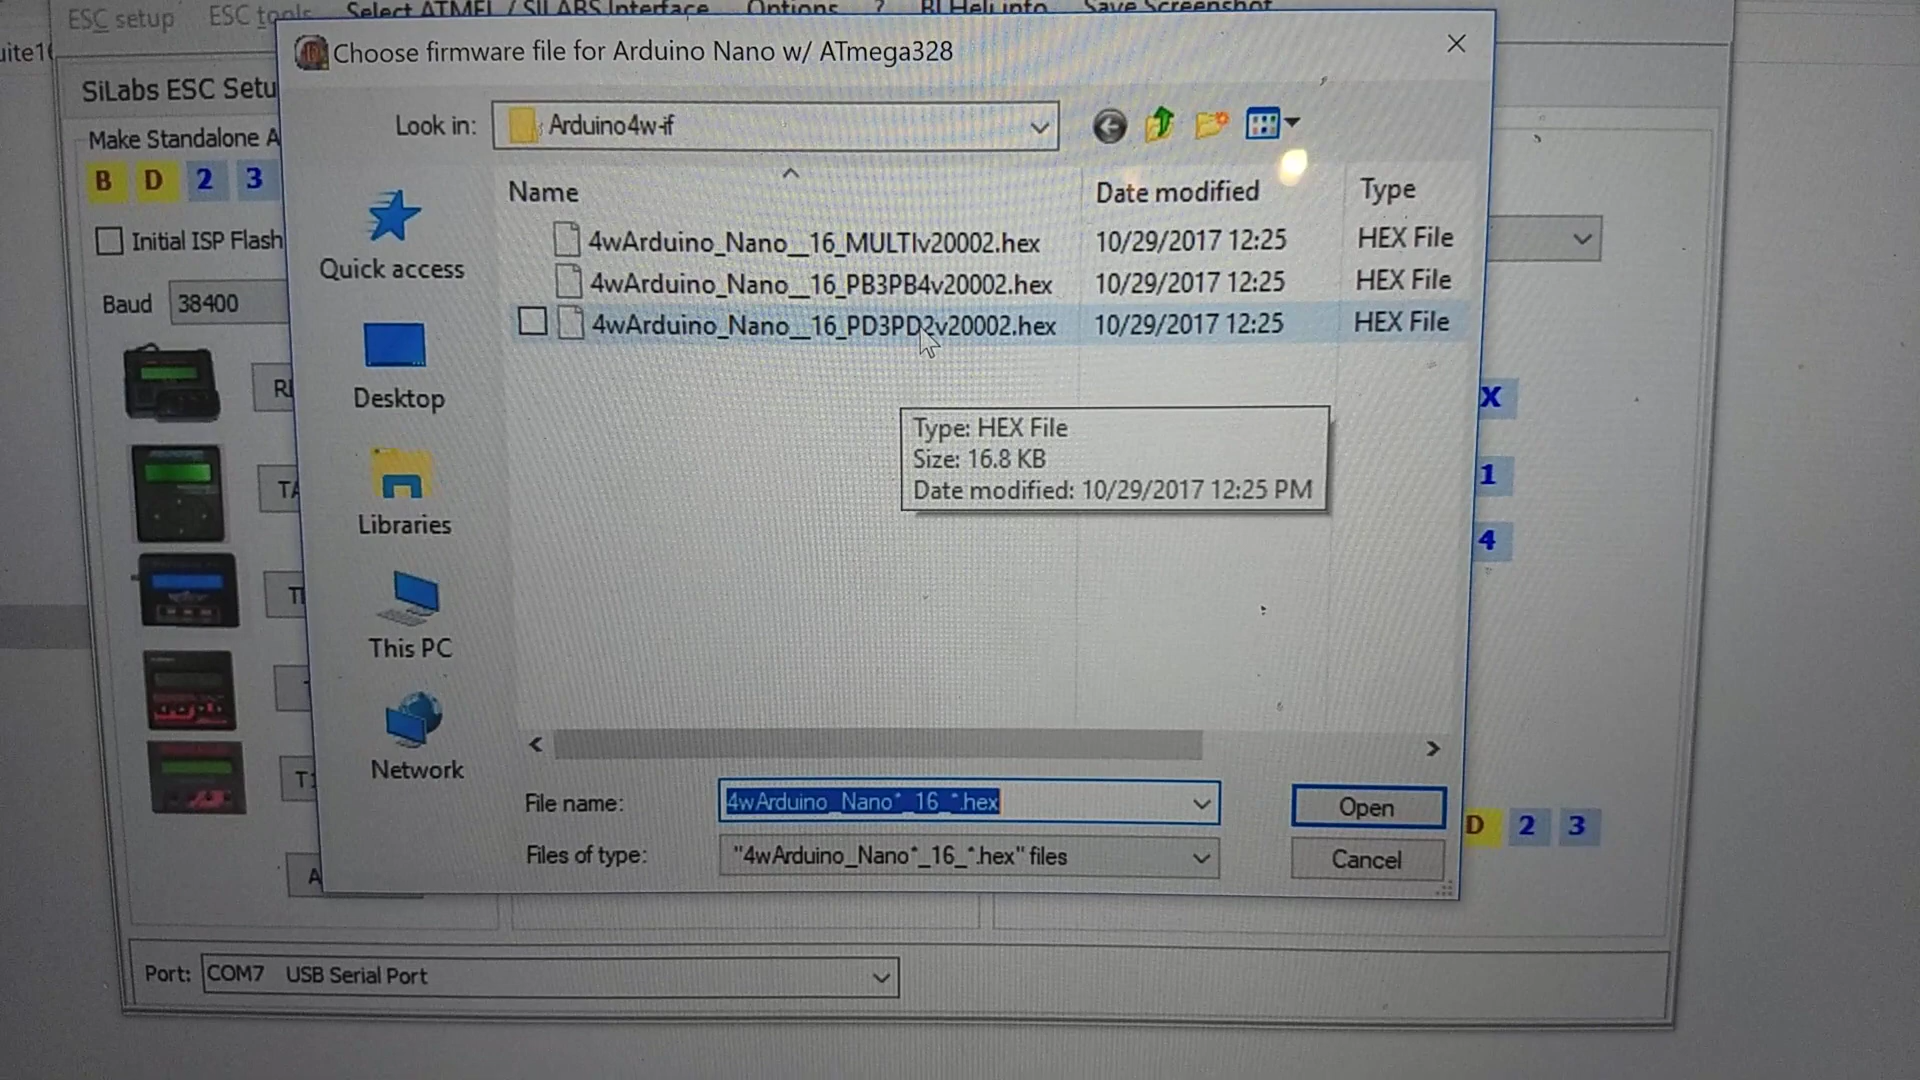 ESC setup ESC tools Select ATMEL / SILABS Interface Options ? BLHeli info Save Screenshot
Choose firmware file for Arduino Nano w/ ATmega328
SiLabs ESC Setu
Look in: Arduino4w-if
Make Standalone A
B D 2 3
Name Date modified Type
Initial ISP Flash
4wArduino_Nano__16_MULTIv20002.hex 10/29/2017 12:25 HEX File
Quick access
4wArduino_Nano__16_PB3PB4v20002.hex 10/29/2017 12:25 HEX File
Baud 38400
4wArduino_Nano__16_PD3PD2v20002.hex 10/29/2017 12:25 HEX File
Desktop
X
Type: HEX File
Size: 16.8 KB
Date modified: 10/29/2017 12:25 PM
1
Libraries
4
This PC
Network
File name: 4wArduino_Nano*_16_*.hex Open
D 2 3
Files of type: "4wArduino_Nano*_16_*.hex" files Cancel
Port: COM7 USB Serial Port